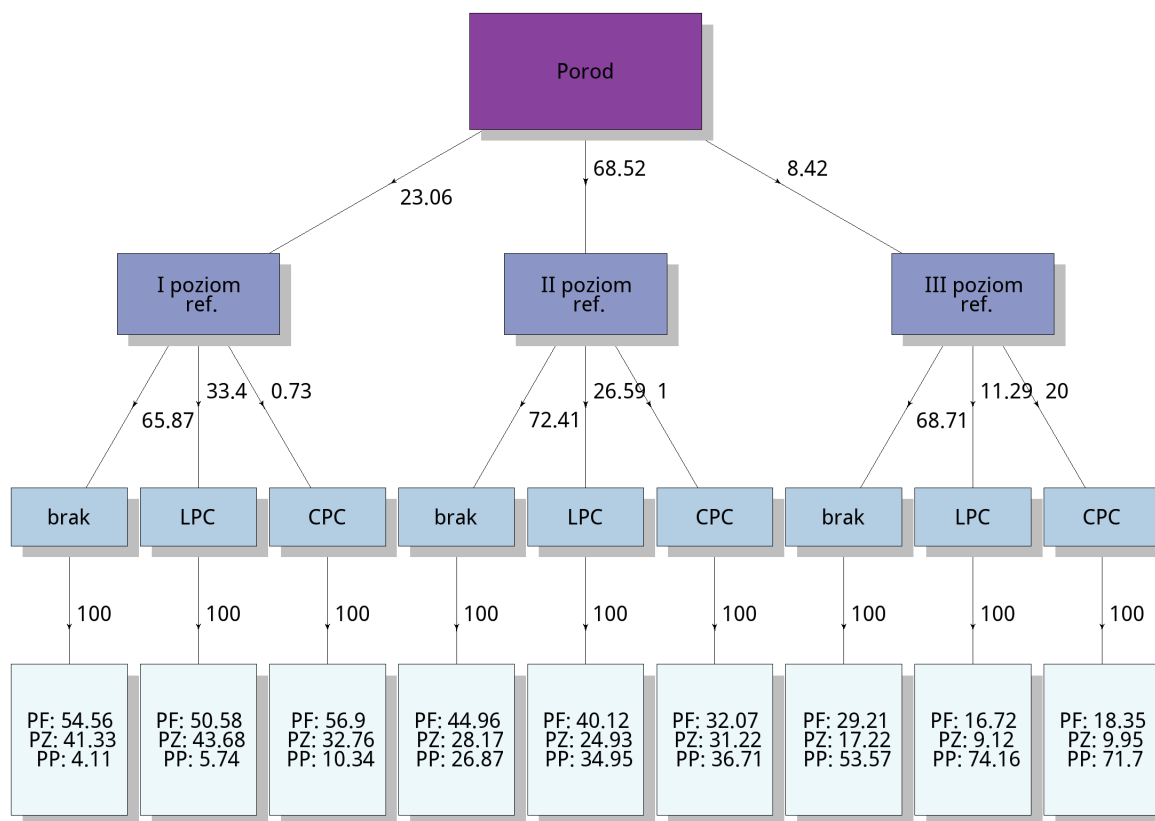 Porod
68.52
8.42
23.06
I poziom
ref.
II poziom
ref.
III poziom
ref.
33.4
0.73
26.59
1
11.29
20
65.87
72.41
68.71
brak
LPC
CPC
brak
LPC
CPC
brak
LPC
CPC
100
100
100
100
100
100
100
100
100
PF: 54.56
PZ: 41.33
PP: 4.11
PF: 50.58
PZ: 43.68
PP: 5.74
PF: 56.9
PZ: 32.76
PP: 10.34
PF: 44.96
PZ: 28.17
PP: 26.87
PF: 40.12
PZ: 24.93
PP: 34.95
PF: 32.07
PZ: 31.22
PP: 36.71
PF: 29.21
PZ: 17.22
PP: 53.57
PF: 16.72
PZ: 9.12
PP: 74.16
PF: 18.35
PZ: 9.95
PP: 71.7